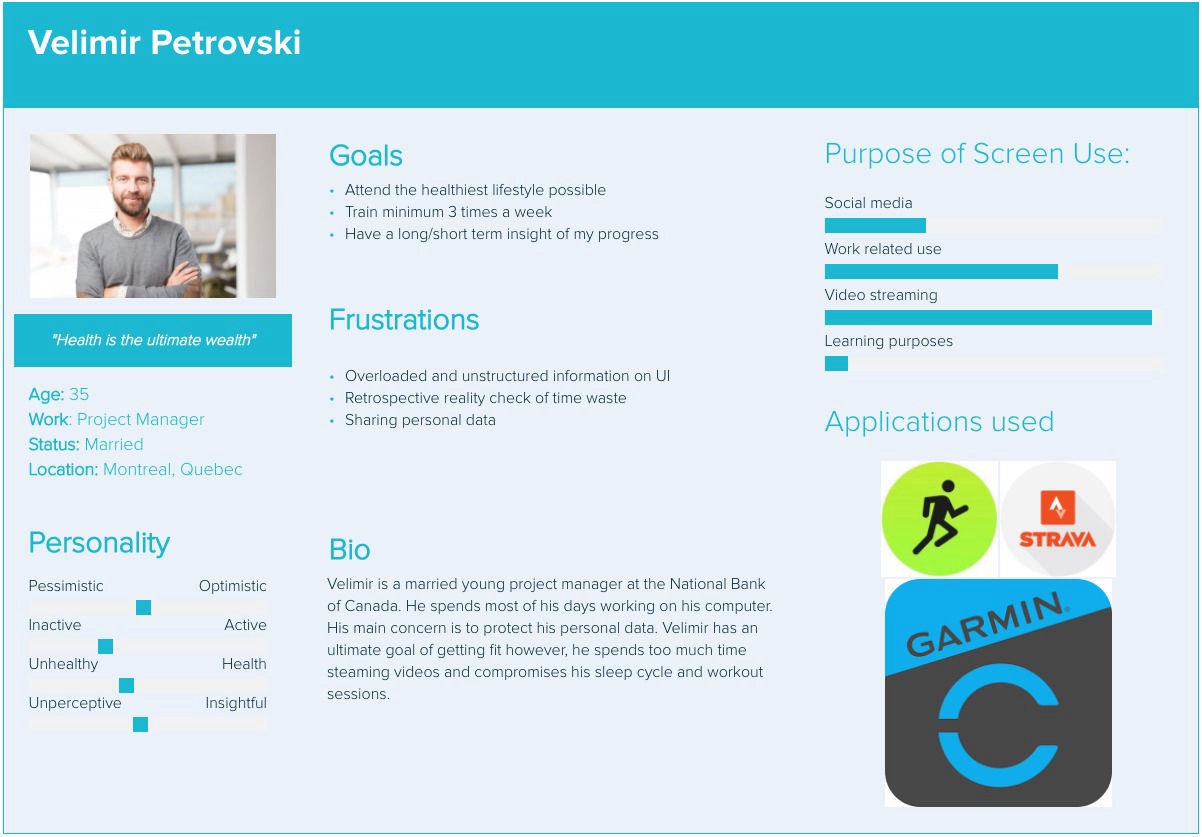 Velimir Petrovski
"Health is the ultimate wealth"
Age: 35
Work: Project Manager
Status: Married
Location: Montreal, Quebec
Personality
Pessimistic Optimistic
Inactive Active
Unhealthy Health
Unperceptive Insightful
Goals
• Attend the healthiest lifestyle possible
• Train minimum 3 times a week
• Have a long/short term insight of my progress
Frustrations
• Overloaded and unstructured information on UI
• Retrospective reality check of time waste
• Sharing personal data
Bio
Velimir is a married young project manager at the National Bank
of Canada. He spends most of his days working on his computer.
His main concern is to protect his personal data. Velimir has an
ultimate goal of getting fit however, he spends too much time
steaming videos and compromises his sleep cycle and workout
sessions.
Purpose of Screen Use:
Social media
Work related use
Video streaming
Learning purposes
Applications used
STRAVA
GARMIN